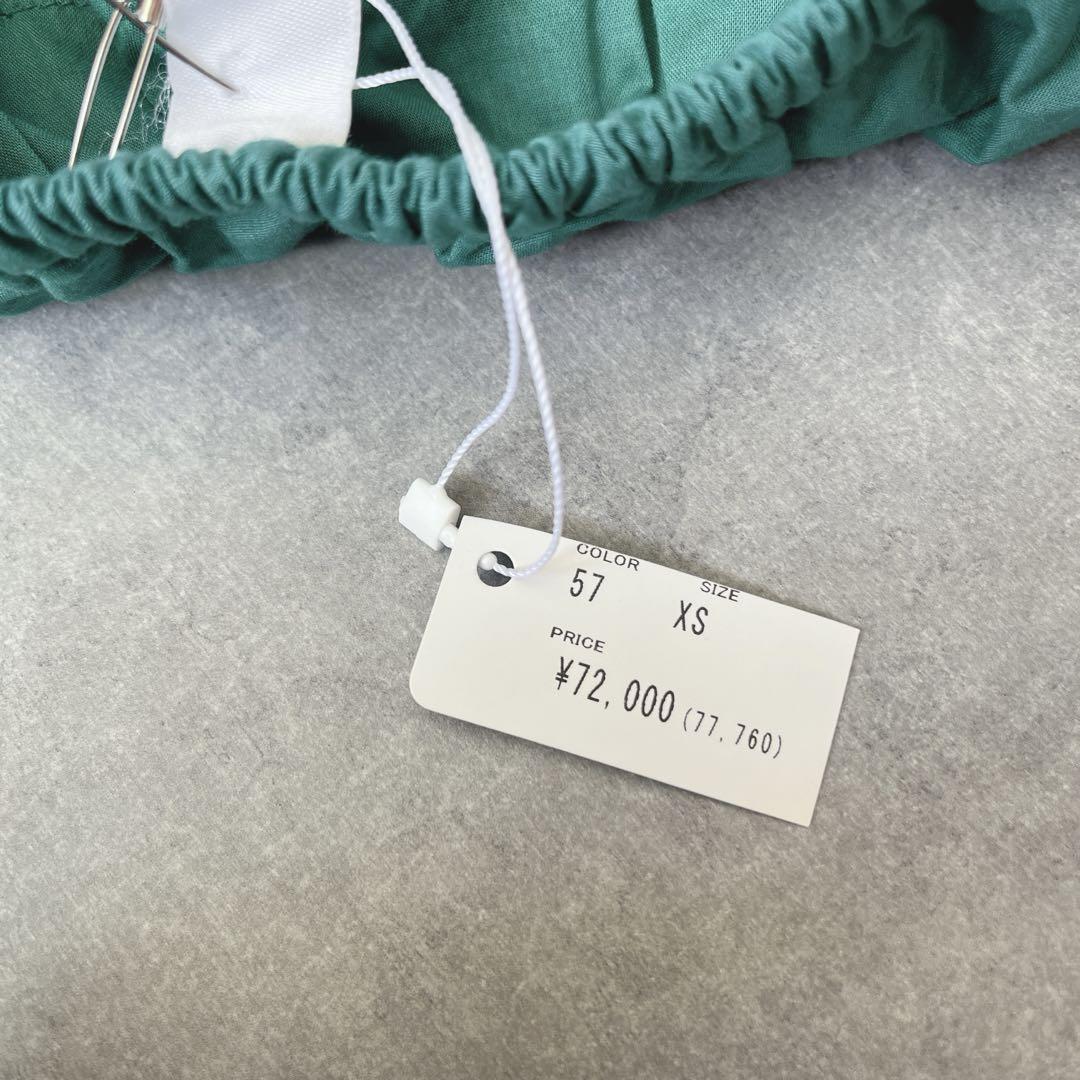 COLOR SIZE
57 XS
PRICE
¥72,000 (77,760)